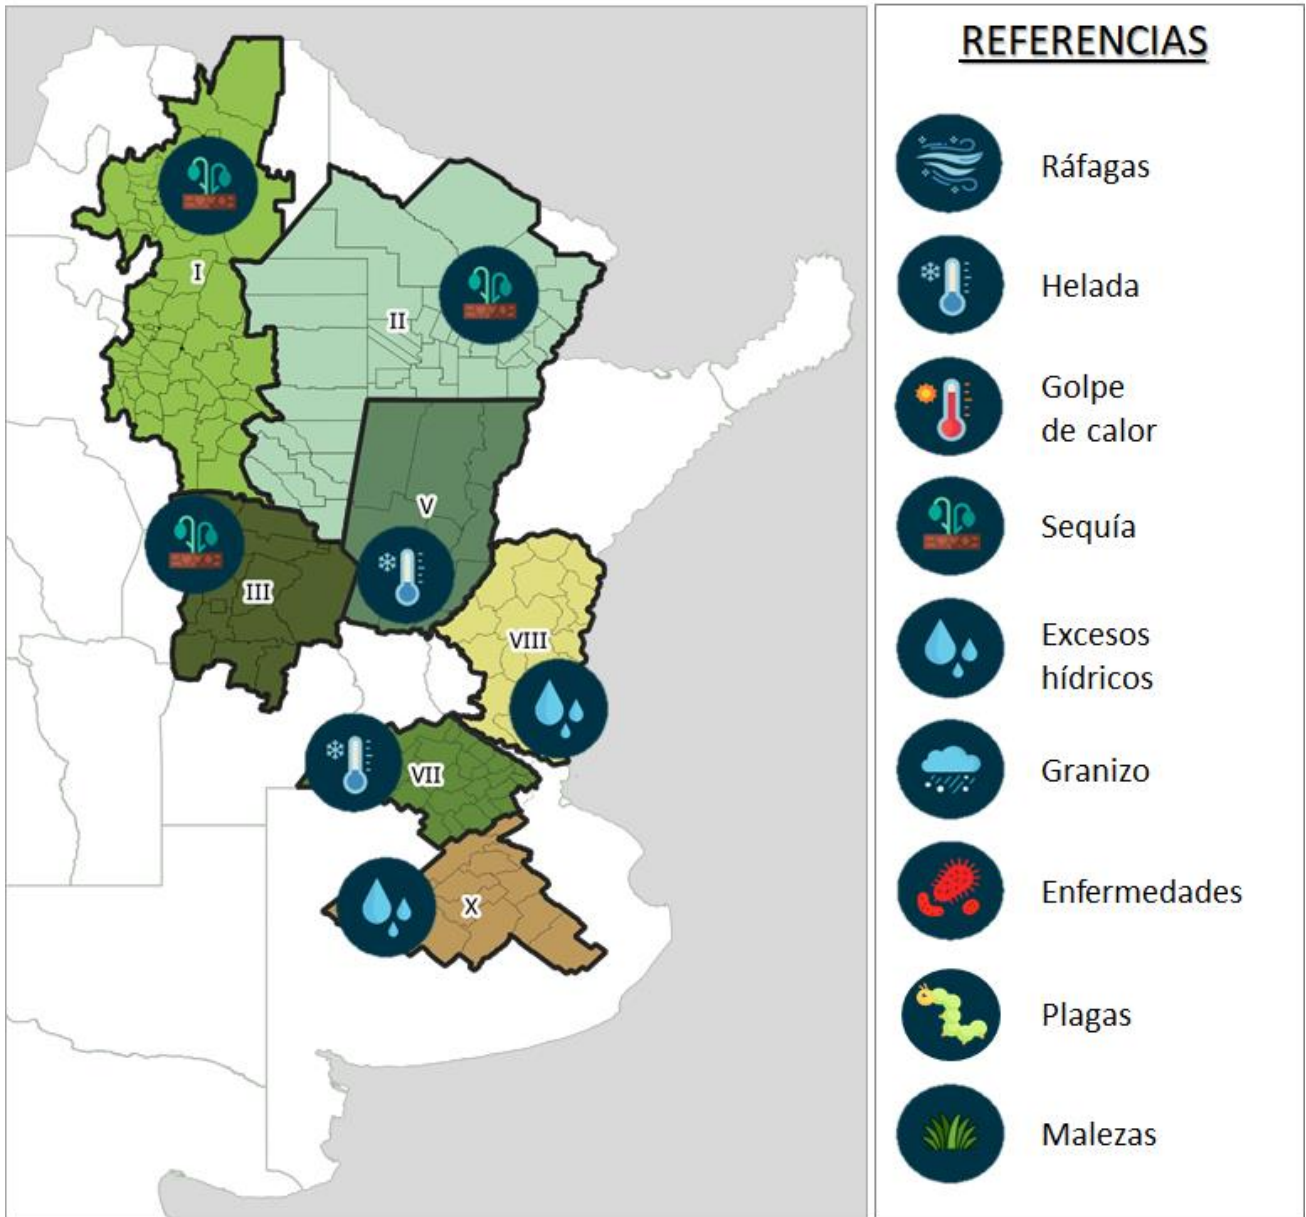 REFERENCIAS
Ráfagas
Helada
Golpe
de calor
Sequía
Excesos
hídricos
Granizo
Enfermedades
Plagas
Malezas
I
II
V
III
VIII
VII
X